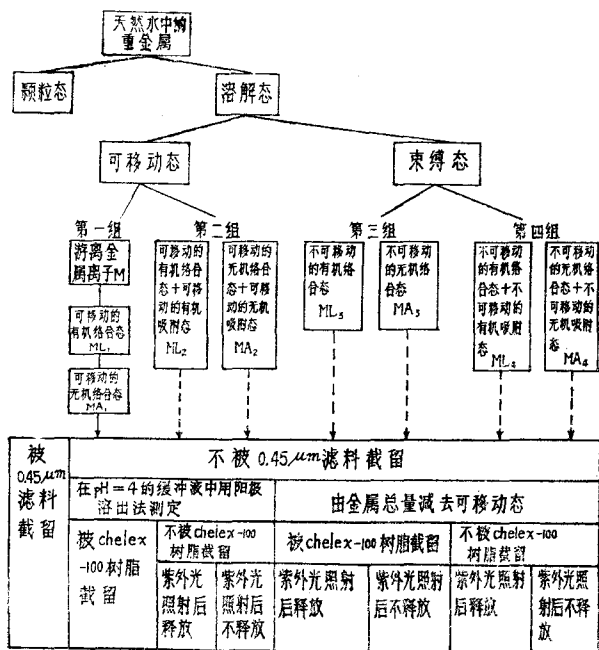 天然水中的
重金属
颗粒态
溶解态
可移动态
束缚态
第一组
第二组
第三组
第四组
游离金
属离子M
可移动的
有机络合态
ML₁
可移动的
无机络合态
MA₁
可移动的
有机络合
态+可移
动的有机
吸附态
ML₂
可移动的
无机络合
态+可移
动的无机
吸附态
MA₂
不可移动
的有机络
合态
ML₃
不可移动
的无机络
合态
MA₃
不可移动
的有机络
合态+不
可移动的
有机吸附
态
ML₄
不可移动
的无机络
合态+不
可移动的
无机吸附
态
MA₄
被
0.45μm
滤料
截留
不被0.45μm滤料截留
在pH=4的缓冲液中用阳极
溶出法测定
由金属总量减去可移动态
被chelex
-100树脂
截留
不被chelex-100
树脂截留
被chelex-100树脂截留
不被chelex-100
树脂截留
紫外光
照射后
释放
紫外光
照射后
不释放
紫外光照射
后释放
紫外光照射
后不释放
紫外光照射
后释放
紫外光照
射后不释
放